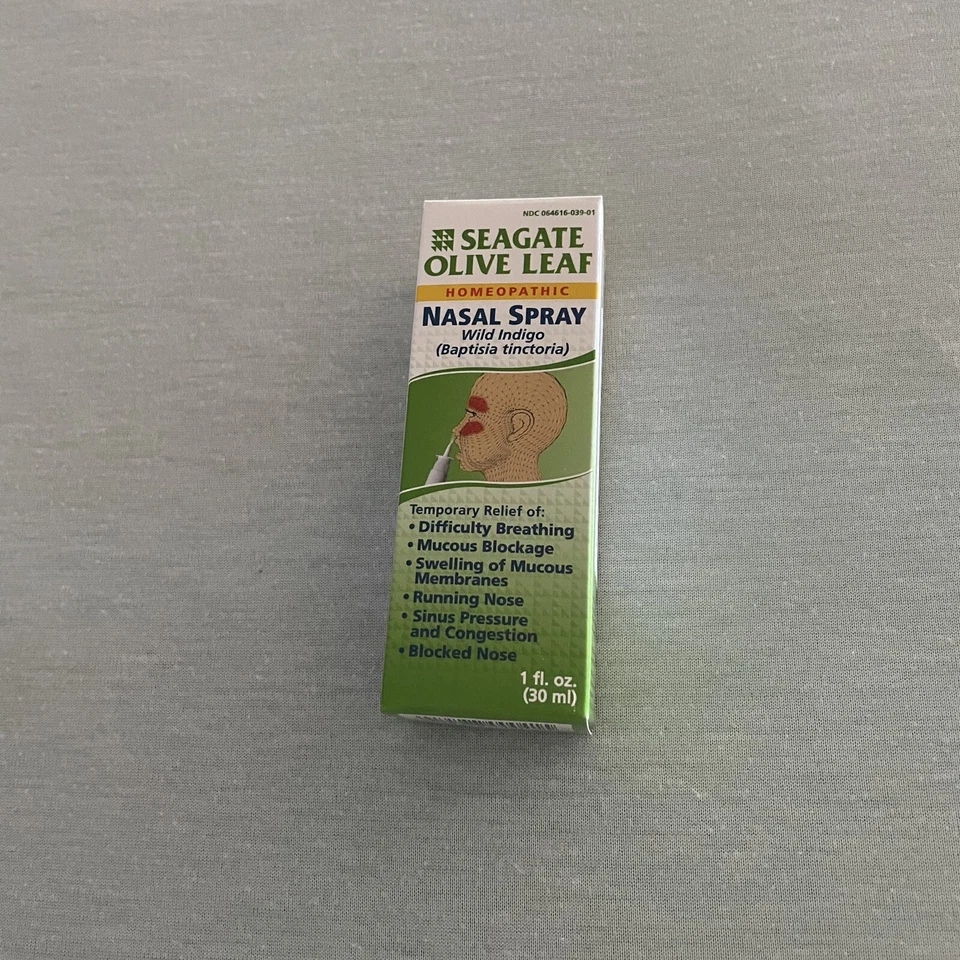 NDC 064616-039-01
SEAGATE
OLIVE LEAF
HOMEOPATHIC
NASAL SPRAY
Wild Indigo
(Baptisia tinctoria)
Temporary Relief of:
• Difficulty Breathing
• Mucous Blockage
• Swelling of Mucous
Membranes
• Running Nose
• Sinus Pressure
and Congestion
• Blocked Nose
1 fl. oz.
(30 ml)